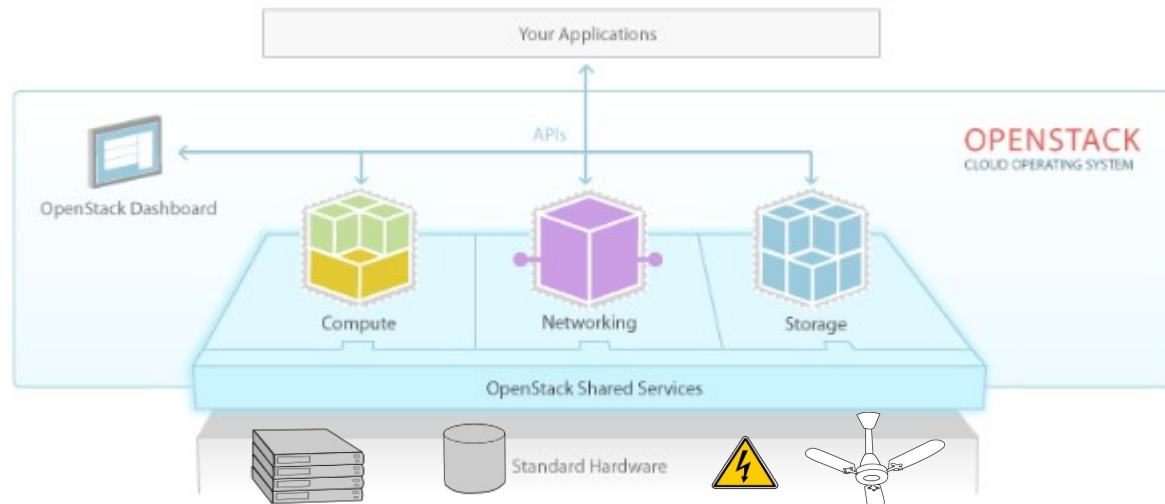 Your Applications
APIs
OPENSTACK
CLOUD OPERATING SYSTEM
OpenStack Dashboard
Compute
Networking
Storage
OpenStack Shared Services
Standard Hardware